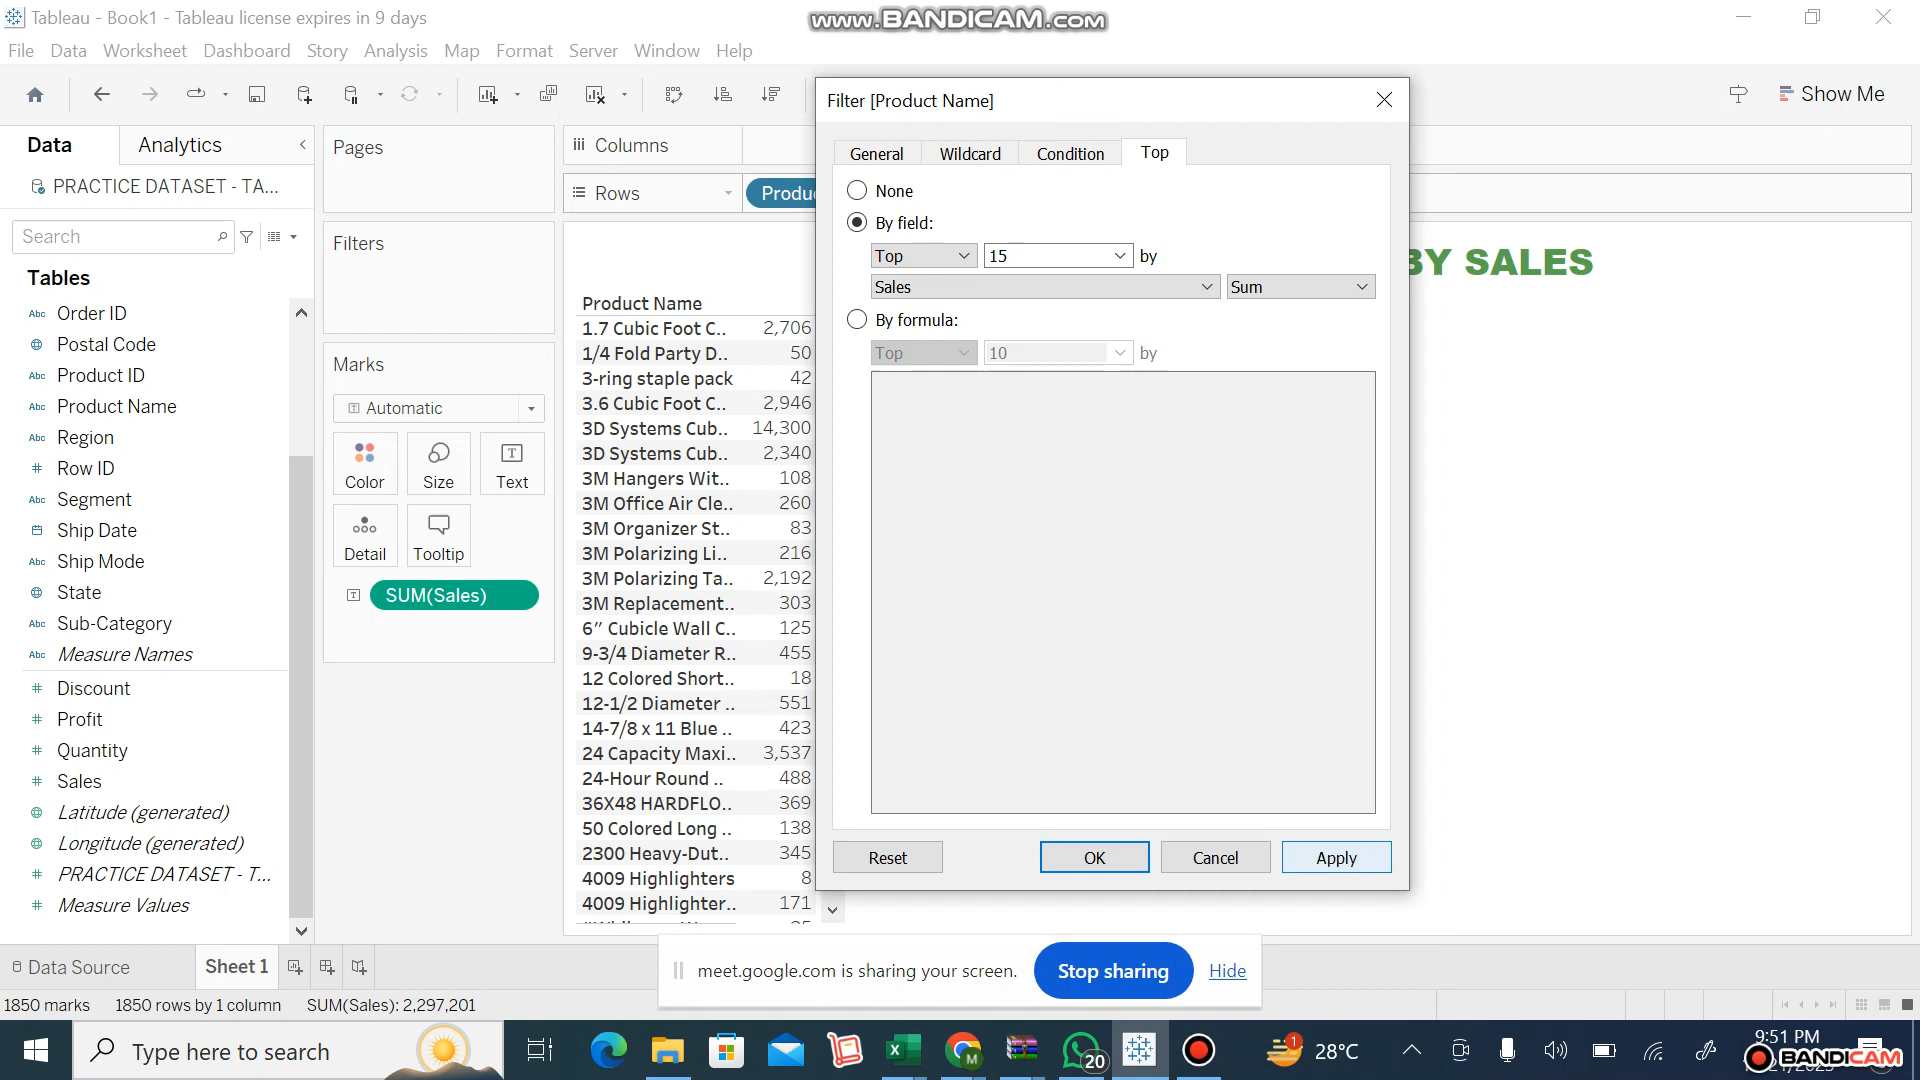 Tableau - Book1 - Tableau license expires in 9 days
www.BANDICAM.com
File Data Worksheet Dashboard Story Analysis Map Format Server Window Help
Show Me
Data
Analytics
PRACTICE DATASET - TA...
Search
Tables
Abc Order ID
Postal Code
Abc Product ID
Abc Product Name
Abc Region
# Row ID
Abc Segment
Ship Date
Abc Ship Mode
State
Abc Sub-Category
Abc Measure Names
# Discount
# Profit
# Quantity
# Sales
Latitude (generated)
Longitude (generated)
# PRACTICE DATASET - T...
# Measure Values
Pages
Filters
Marks
Automatic
Color
Size
Text
Detail
Tooltip
SUM(Sales)
Columns
Rows
Produ
BY SALES
Product Name
1.7 Cubic Foot C.. 2,706
1/4 Fold Party D.. 50
3-ring staple pack 42
3.6 Cubic Foot C.. 2,946
3D Systems Cub.. 14,300
3D Systems Cub.. 2,340
3M Hangers Wit.. 108
3M Office Air Cle.. 260
3M Organizer St.. 83
3M Polarizing Li.. 216
3M Polarizing Ta.. 2,192
3M Replacement.. 303
6” Cubicle Wall C.. 125
9-3/4 Diameter R.. 455
12 Colored Short.. 18
12-1/2 Diameter .. 551
14-7/8 x 11 Blue .. 423
24 Capacity Maxi.. 3,537
24-Hour Round .. 488
36X48 HARDFLO.. 369
50 Colored Long .. 138
2300 Heavy-Dut.. 345
4009 Highlighters 8
4009 Highlighter.. 171
Filter [Product Name]
General
Wildcard
Condition
Top
None
By field:
Top 15 by
Sales Sum
By formula:
Top 10 by
Reset
OK
Cancel
Apply
meet.google.com is sharing your screen.
Stop sharing
Hide
Data Source
Sheet 1
1850 marks 1850 rows by 1 column SUM(Sales): 2,297,201
Type here to search
20
1
28°C
9:51 PM
BANDICAM